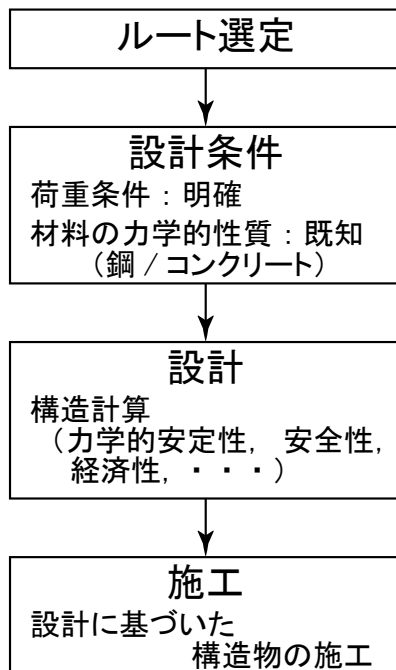 ルート選定
設計条件
荷重条件：明確
材料の力学的性質：既知
（鋼 / コンクリート）
設計
構造計算
（力学的安定性， 安全性，
経済性， ・・・）
施工
設計に基づいた
構造物の施工